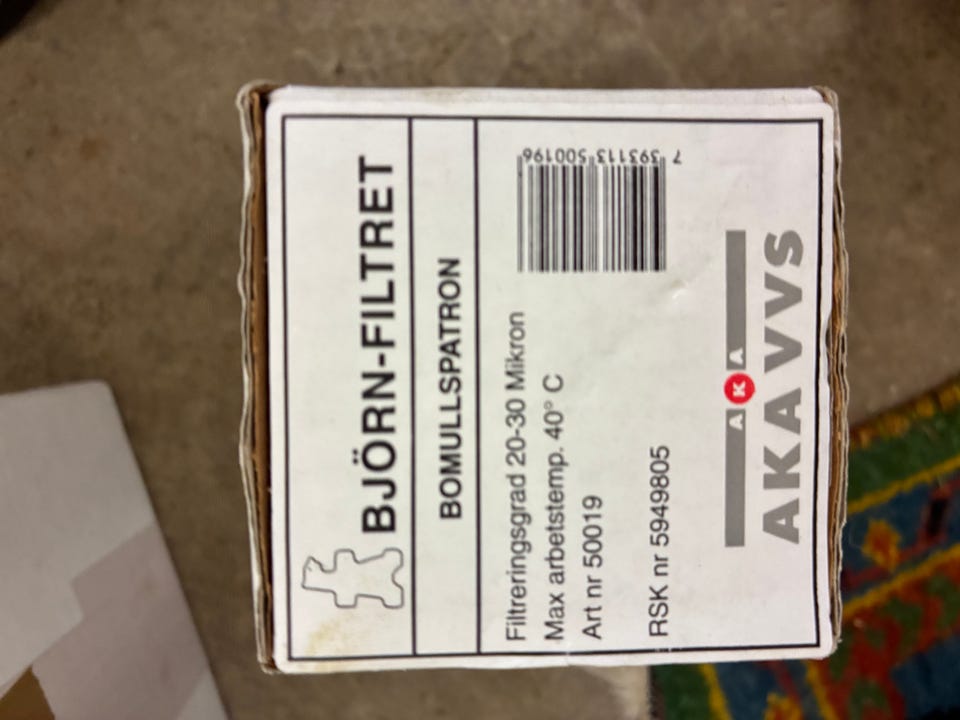 BJÖRN-FILTRET
BOMULLSPATRON
Filtreringsgrad 20-30 Mikron
Max arbetstemp. 40° C
Art nr 50019
RSK nr 5949805
7 393113 500196
A K A
AKA VVS